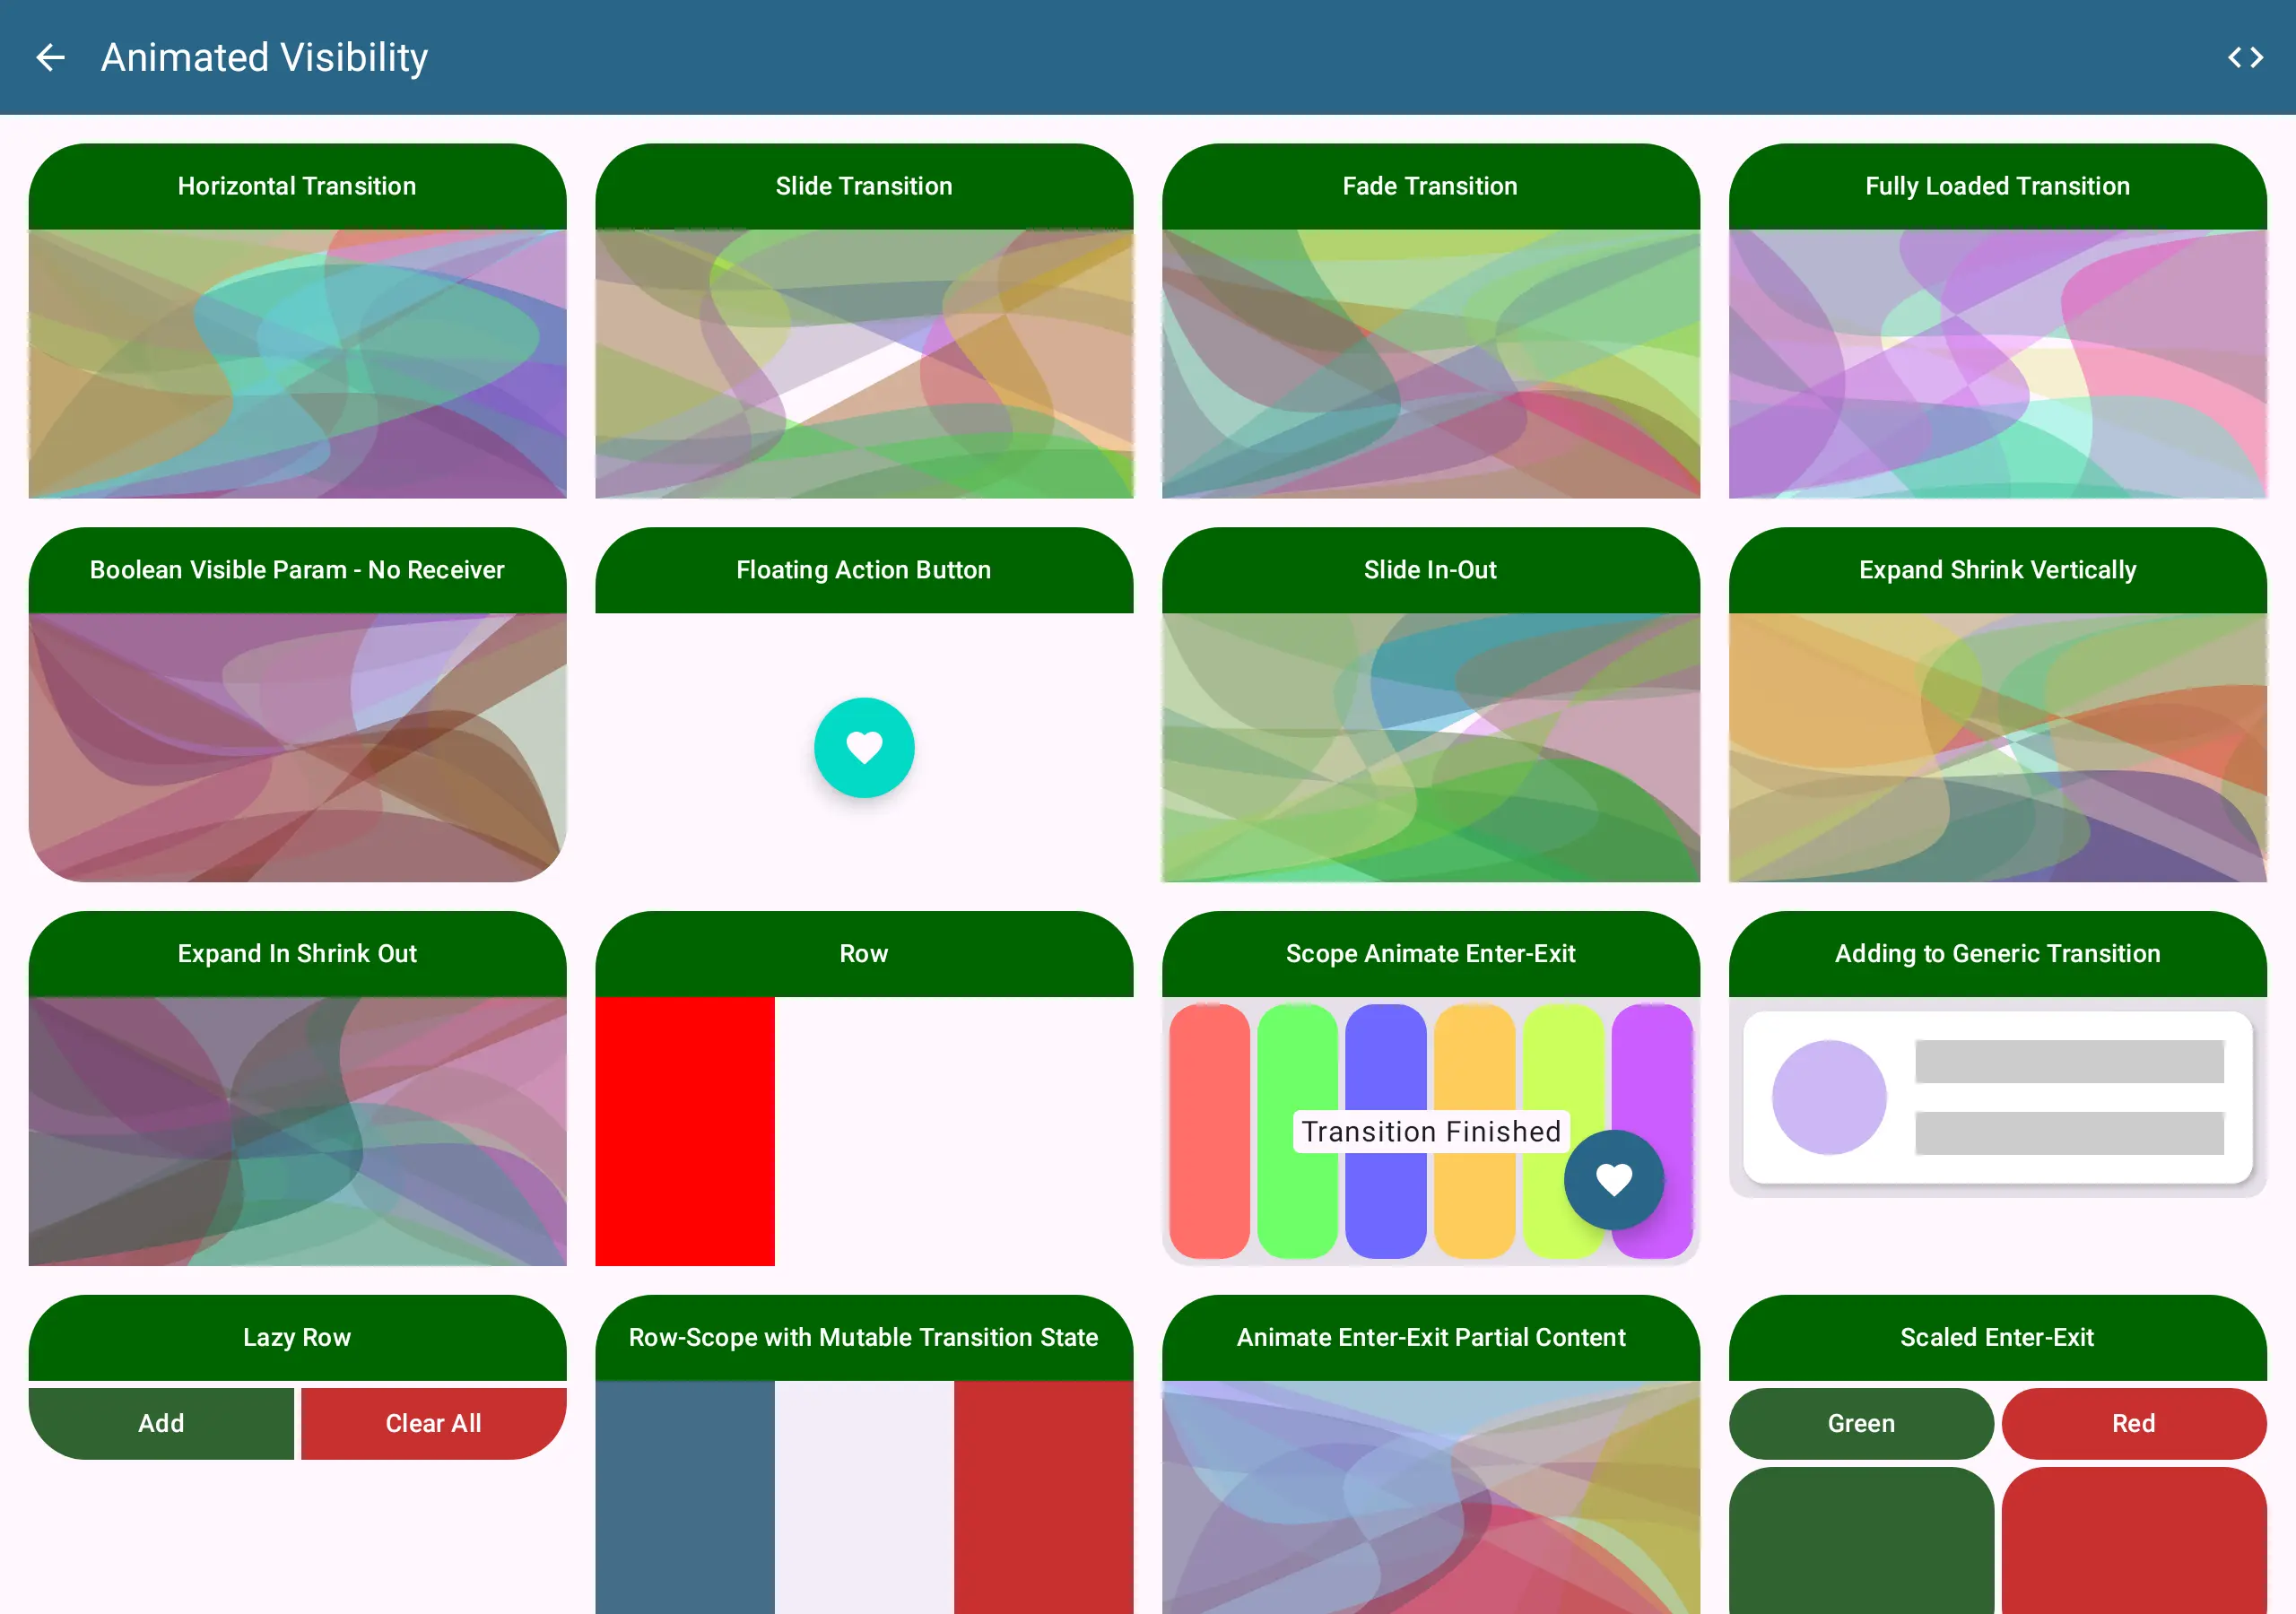 Animated Visibility
Horizontal Transition
Slide Transition
Fade Transition
Fully Loaded Transition
Boolean Visible Param - No Receiver
Floating Action Button
Slide In-Out
Expand Shrink Vertically
Expand In Shrink Out
Row
Scope Animate Enter-Exit
Adding to Generic Transition
Transition Finished
Lazy Row
Row-Scope with Mutable Transition State
Animate Enter-Exit Partial Content
Scaled Enter-Exit
Add
Clear All
Green
Red